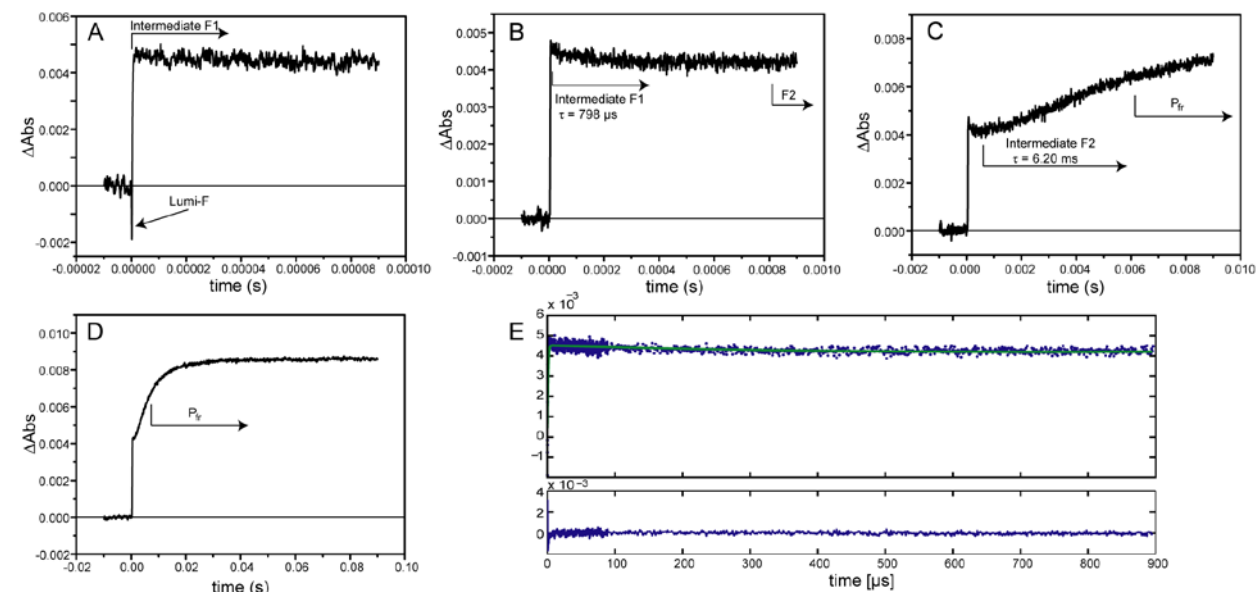 A
Intermediate F1
Lumi-F
ΔAbs
0.006
0.004
0.002
0.000
-0.002
-0.00002 0.00000 0.00002 0.00004 0.00006 0.00008 0.00010
time (s)
B
Intermediate F1
τ = 798 μs
F2
ΔAbs
0.005
0.004
0.003
0.002
0.001
0.000
-0.001
-0.0002 0.0000 0.0002 0.0004 0.0006 0.0008 0.0010
time (s)
C
Intermediate F2
τ = 6.20 ms
Pfr
ΔAbs
0.008
0.006
0.004
0.002
0.000
-0.002 0.000 0.002 0.004 0.006 0.008 0.010
time (s)
D
Pfr
ΔAbs
0.010
0.008
0.006
0.004
0.002
0.000
-0.002
-0.02 0.00 0.02 0.04 0.06 0.08 0.10
time (s)
E
x 10⁻³
6
5
4
3
2
1
0
−1
x 10⁻³
4
2
0
0 100 200 300 400 500 600 700 800 900
time [μs]